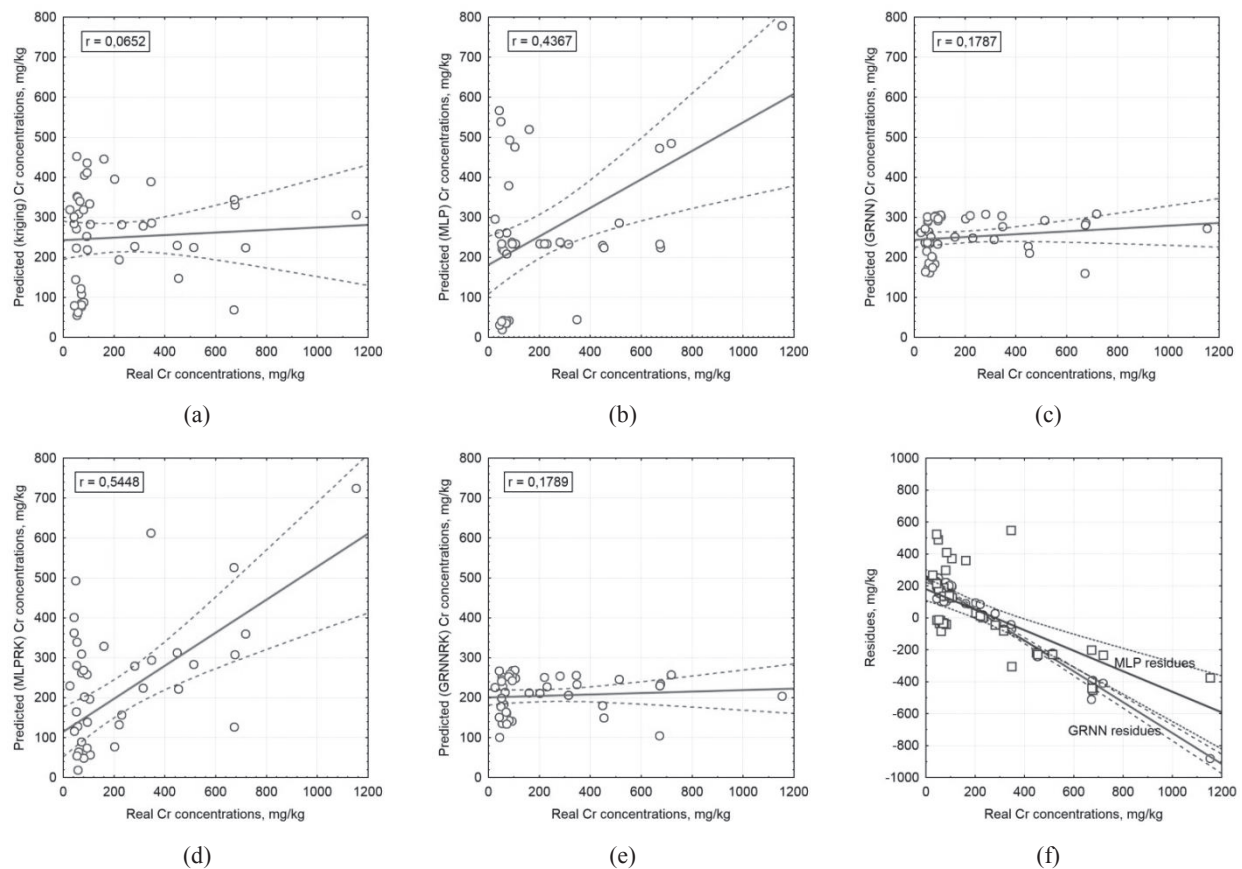 r = 0,0652
Predicted (kriging) Cr concentrations, mg/kg
800
700
600
500
400
300
200
100
0
0 200 400 600 800 1000 1200
Real Cr concentrations, mg/kg
(a)
r = 0,4367
Predicted (MLP) Cr concentrations, mg/kg
800
700
600
500
400
300
200
100
0
0 200 400 600 800 1000 1200
Real Cr concentrations, mg/kg
(b)
r = 0,1787
Predicted (GRNN) Cr concentrations, mg/kg
800
700
600
500
400
300
200
100
0
0 200 400 600 800 1000 1200
Real Cr concentrations, mg/kg
(c)
r = 0,5448
Predicted (MLPRK) Cr concentrations, mg/kg
800
700
600
500
400
300
200
100
0
0 200 400 600 800 1000 1200
Real Cr concentrations, mg/kg
(d)
r = 0,1789
Predicted (GRNNRK) Cr concentrations, mg/kg
800
700
600
500
400
300
200
100
0
0 200 400 600 800 1000 1200
Real Cr concentrations, mg/kg
(e)
Residues, mg/kg
1000
800
600
400
200
0
-200
-400
-600
-800
-1000
MLP residues
GRNN residues
0 200 400 600 800 1000 1200
Real Cr concentrations, mg/kg
(f)